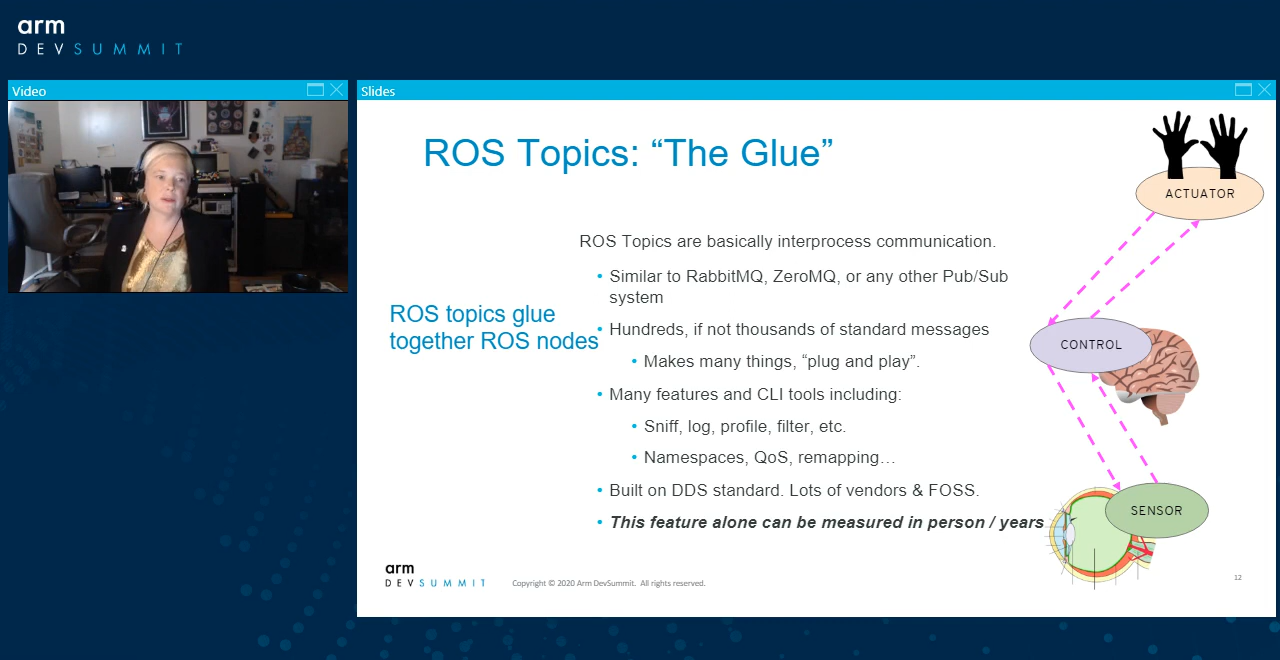 arm
DEVSUMMIT
Video
Slides
ROS Topics: “The Glue”
ACTUATOR
ROS Topics are basically interprocess communication.
• Similar to RabbitMQ, ZeroMQ, or any other Pub/Sub
system
ROS topics glue
together ROS nodes
• Hundreds, if not thousands of standard messages
• Makes many things, “plug and play”.
CONTROL
• Many features and CLI tools including:
• Sniff, log, profile, filter, etc.
• Namespaces, QoS, remapping…
• Built on DDS standard. Lots of vendors & FOSS.
SENSOR
• This feature alone can be measured in person / years
arm
DEVSUMMIT
Copyright © 2020 Arm DevSummit. All rights reserved.
12